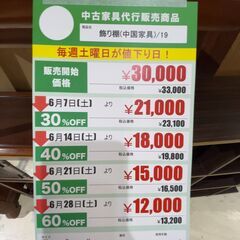 中古家具代行販売商品
飾り棚(中国家具)/19
毎週土曜日が値下り日！
販売開始価格 ¥30,000
税込価格 ¥33,000
6月7日(土)より ¥21,000
30%OFF 税込価格 ¥23,100
6月14日(土)より ¥18,000
40%OFF 税込価格 ¥19,800
6月21日(土)より ¥15,000
50%OFF 税込価格 ¥16,500
6月28日(土)より ¥12,000
60%OFF 税込価格 ¥13,200